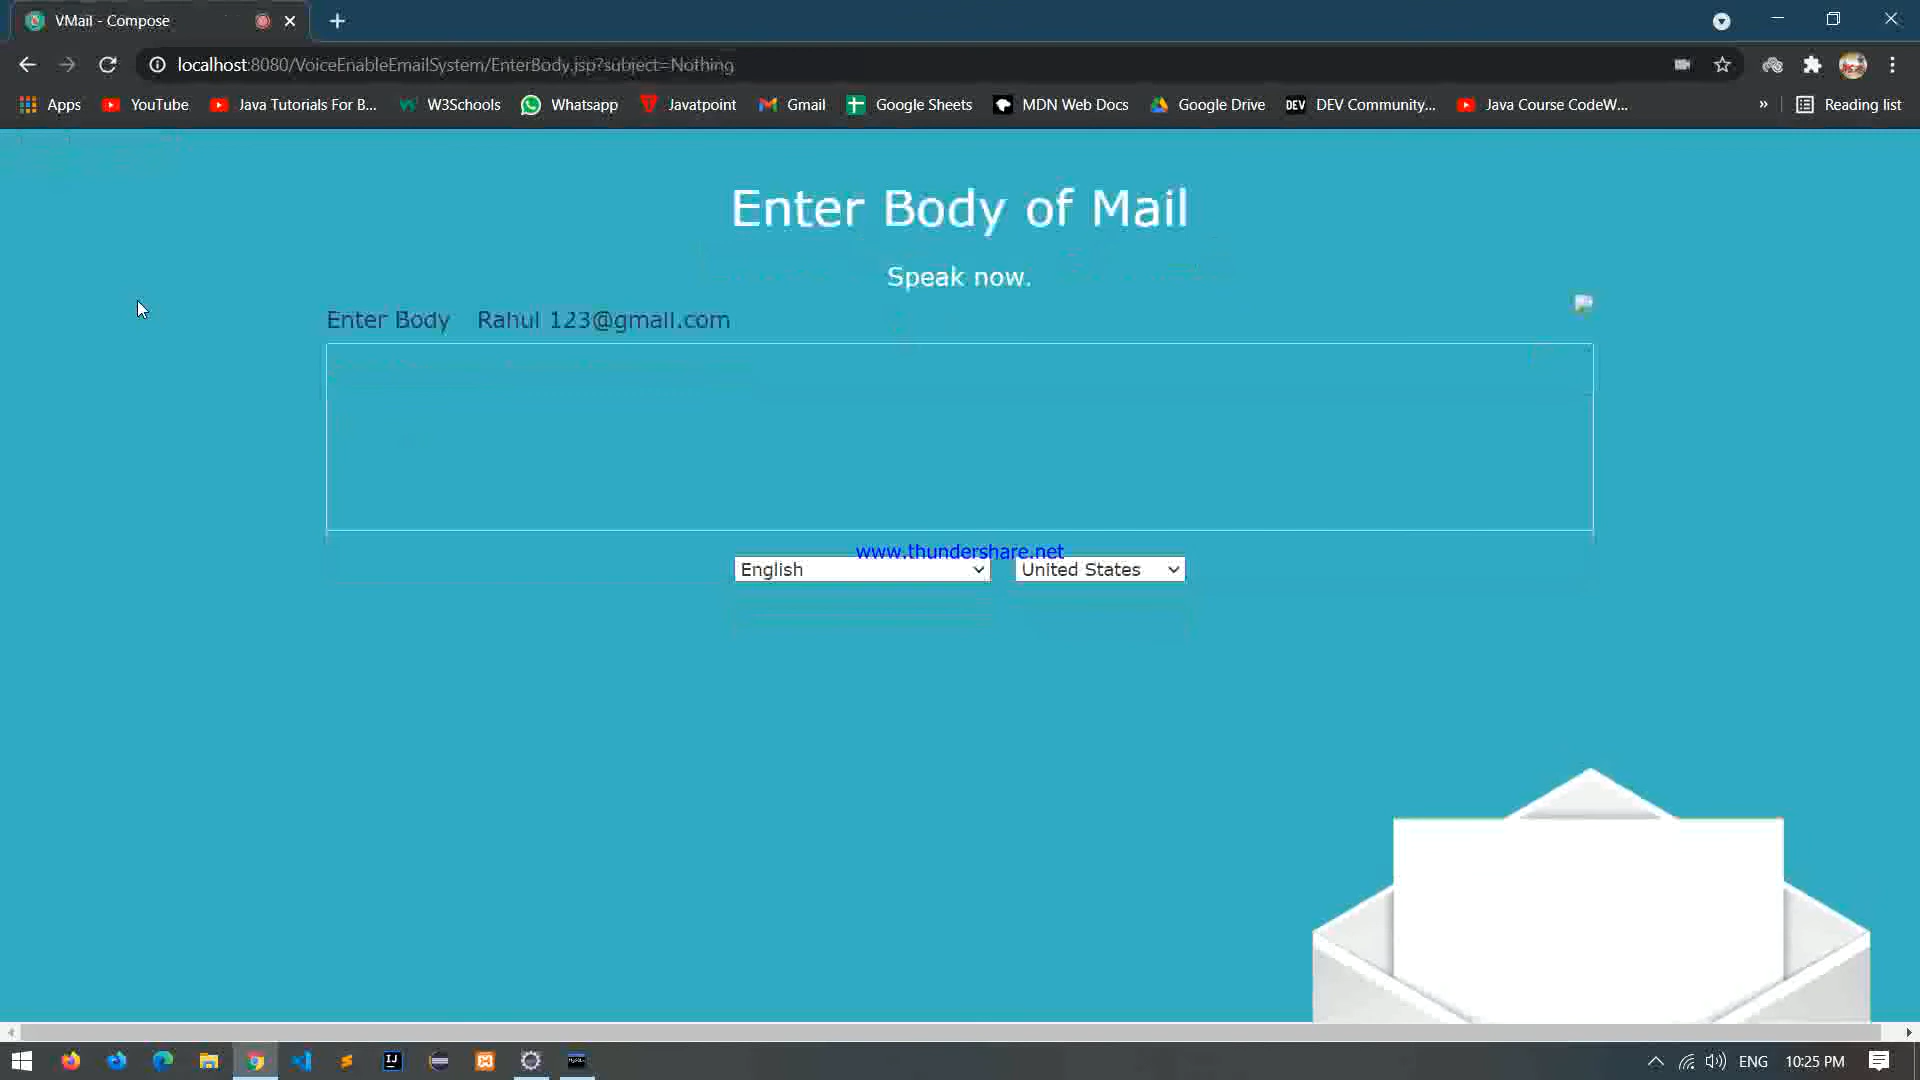 VMail - Compose
localhost:8080/VoiceEnableEmailSystem/EnterBody.jsp?subject=Nothing
Apps YouTube Java Tutorials For B... W3Schools Whatsapp Javatpoint Gmail Google Sheets MDN Web Docs Google Drive DEV DEV Community... Java Course CodeW... » Reading list
Enter Body of Mail
Speak now.
Enter Body Rahul 123@gmail.com
www.thundershare.net
English United States
ENG 10:25 PM